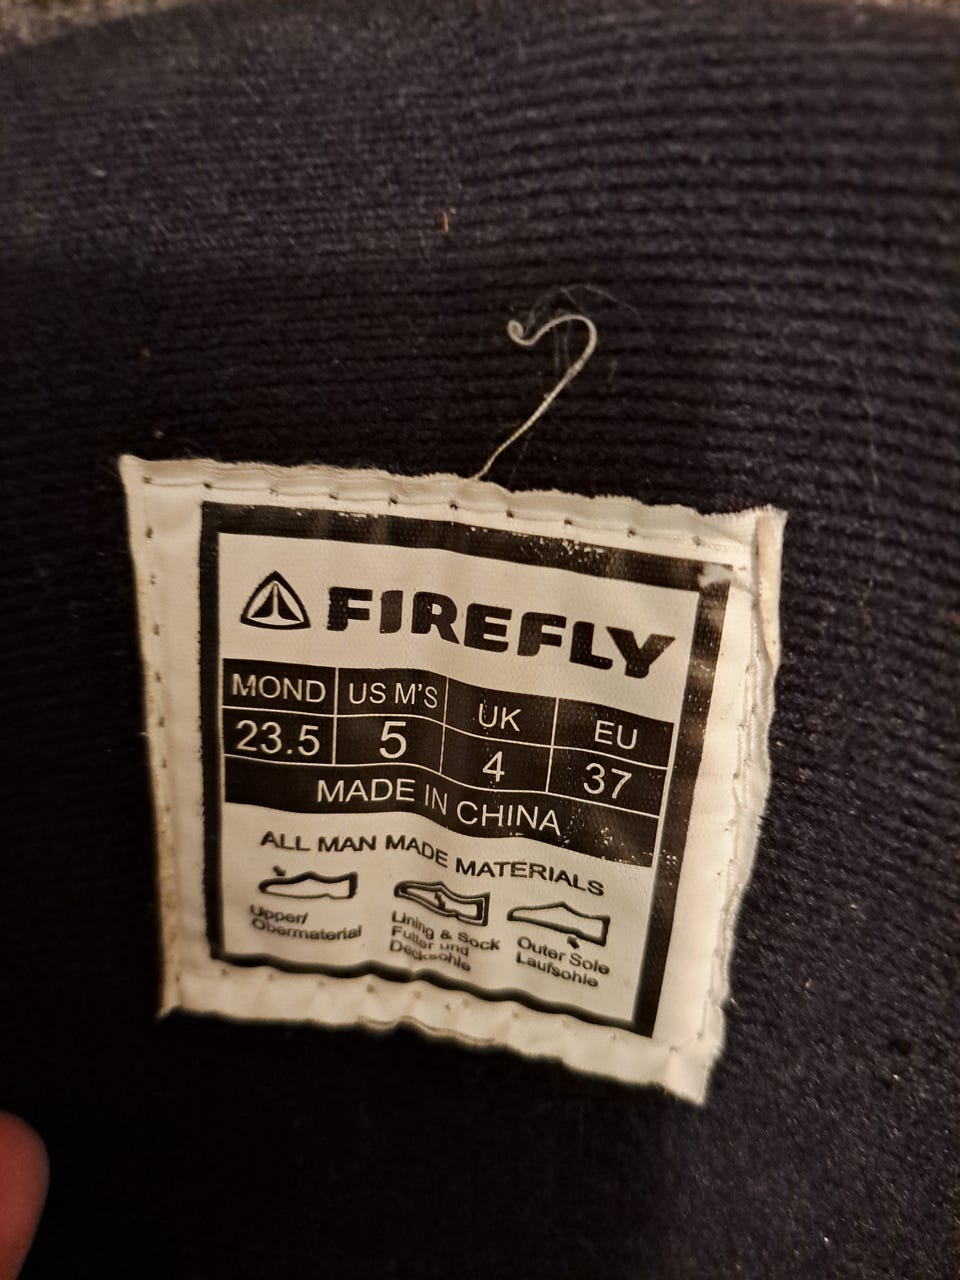 FIREFLY
MOND US M'S UK EU
23.5 5 4 37
MADE IN CHINA
ALL MAN MADE MATERIALS
Upper/
Obermaterial
Lining & Sock
Futter und
Decksohle
Outer Sole
Laufsohle